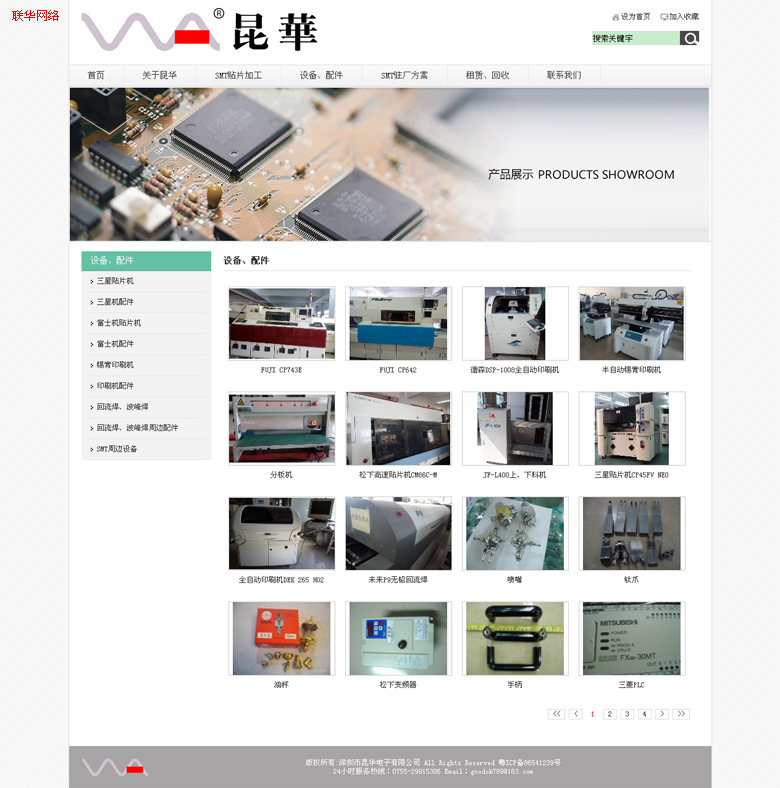 联华网络
昆華®
设为首页 加入收藏
搜索关键字
首页 关于昆华 SMT贴片加工 设备、配件 SMT驻厂方案 租赁、回收 联系我们
产品展示 PRODUCTS SHOWROOM
设备、配件
三星贴片机
三星机配件
富士机贴片机
富士机配件
锡膏印刷机
印刷机配件
回流焊、波峰焊
回流焊、波峰焊周边配件
SMT周边设备
设备、配件
FUJI CP743E
FUJI CP642
德森DSP-1008全自动印刷机
半自动锡膏印刷机
分板机
松下高速贴片机CM86C-M
JF-L400上、下料机
三星贴片机CP45FV NEO
全自动印刷机DEK 265 H02
未来F9无铅回流焊
喷嘴
钛爪
油杯
松下变频器
手柄
MITSUBISHI
三菱PLC
<< < 1 2 3 4 > >>
版权所有:深圳市昆华电子有限公司 All Rights Reserved 粤ICP备86541239号
24小时服务热线：0755-29915386 Email：goodok789@163.com